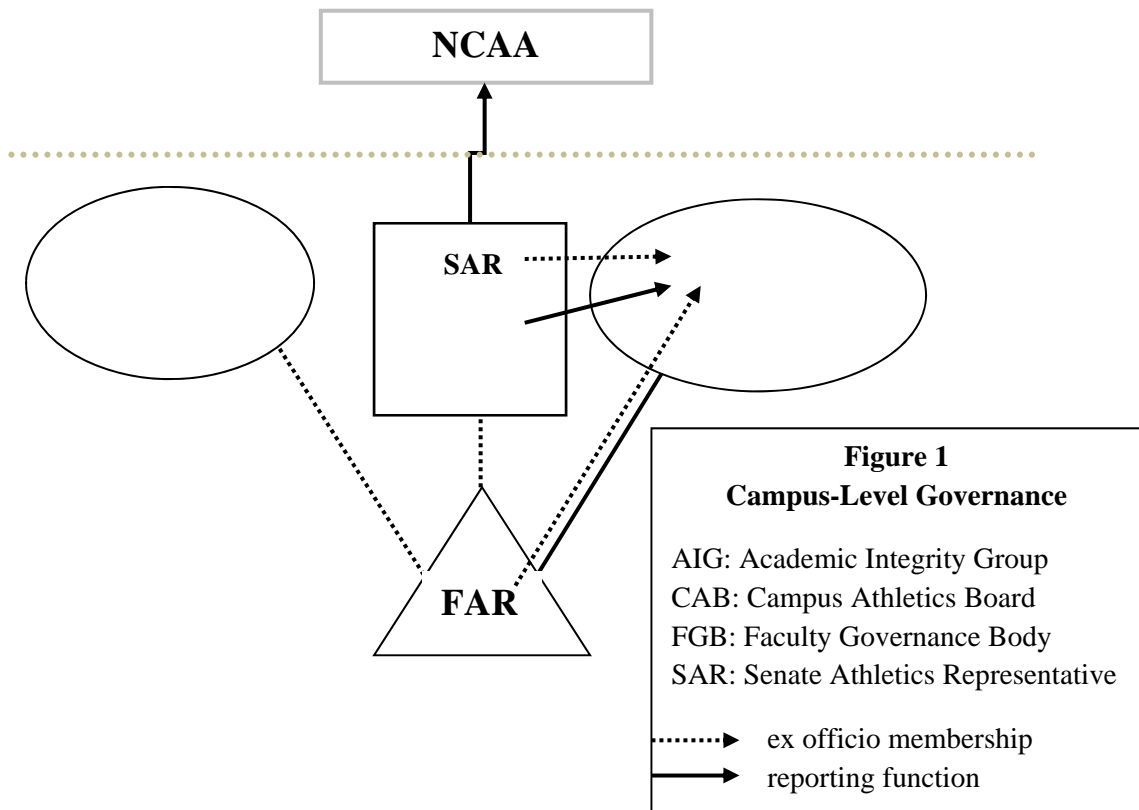 NCAA
SAR
FAR
Figure 1
Campus-Level Governance
AIG: Academic Integrity Group
CAB: Campus Athletics Board
FGB: Faculty Governance Body
SAR: Senate Athletics Representative
ex officio membership
reporting function